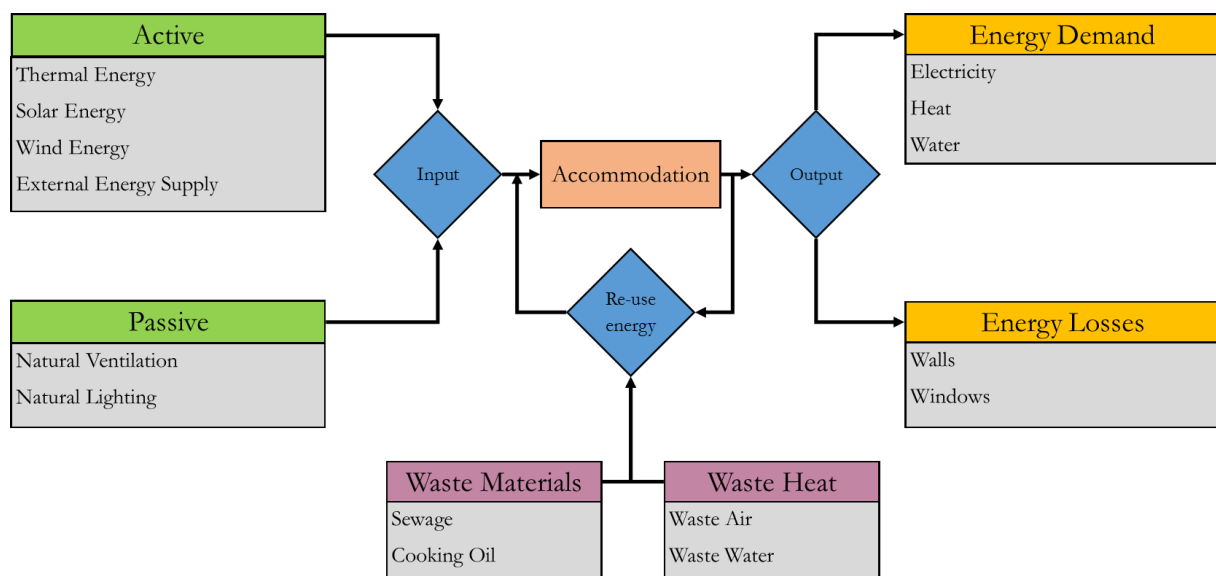 Active
Thermal Energy
Solar Energy
Wind Energy
External Energy Supply
Passive
Natural Ventilation
Natural Lighting
Input
Accommodation
Output
Re-use
energy
Energy Demand
Electricity
Heat
Water
Energy Losses
Walls
Windows
Waste Materials
Sewage
Cooking Oil
Waste Heat
Waste Air
Waste Water